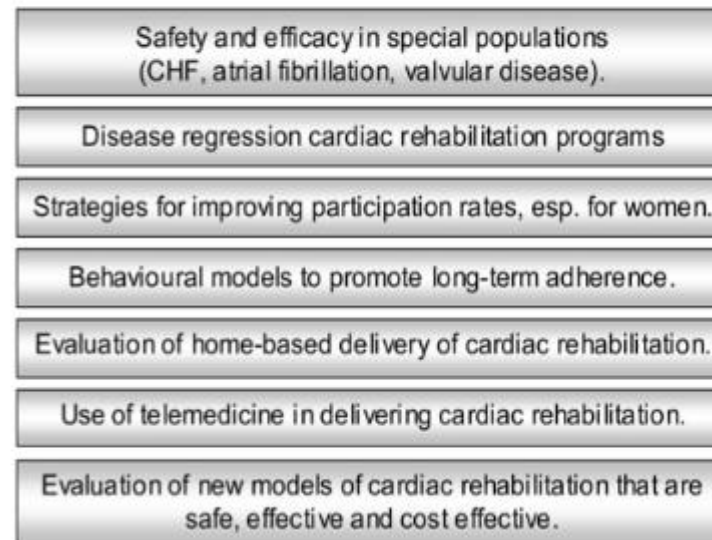 Safety and efficacy in special populations
(CHF, atrial fibrillation, valvular disease).
Disease regression cardiac rehabilitation programs
Strategies for improving participation rates, esp. for women.
Behavioural models to promote long-term adherence.
Evaluation of home-based delivery of cardiac rehabilitation.
Use of telemedicine in delivering cardiac rehabilitation.
Evaluation of new models of cardiac rehabilitation that are
safe, effective and cost effective.